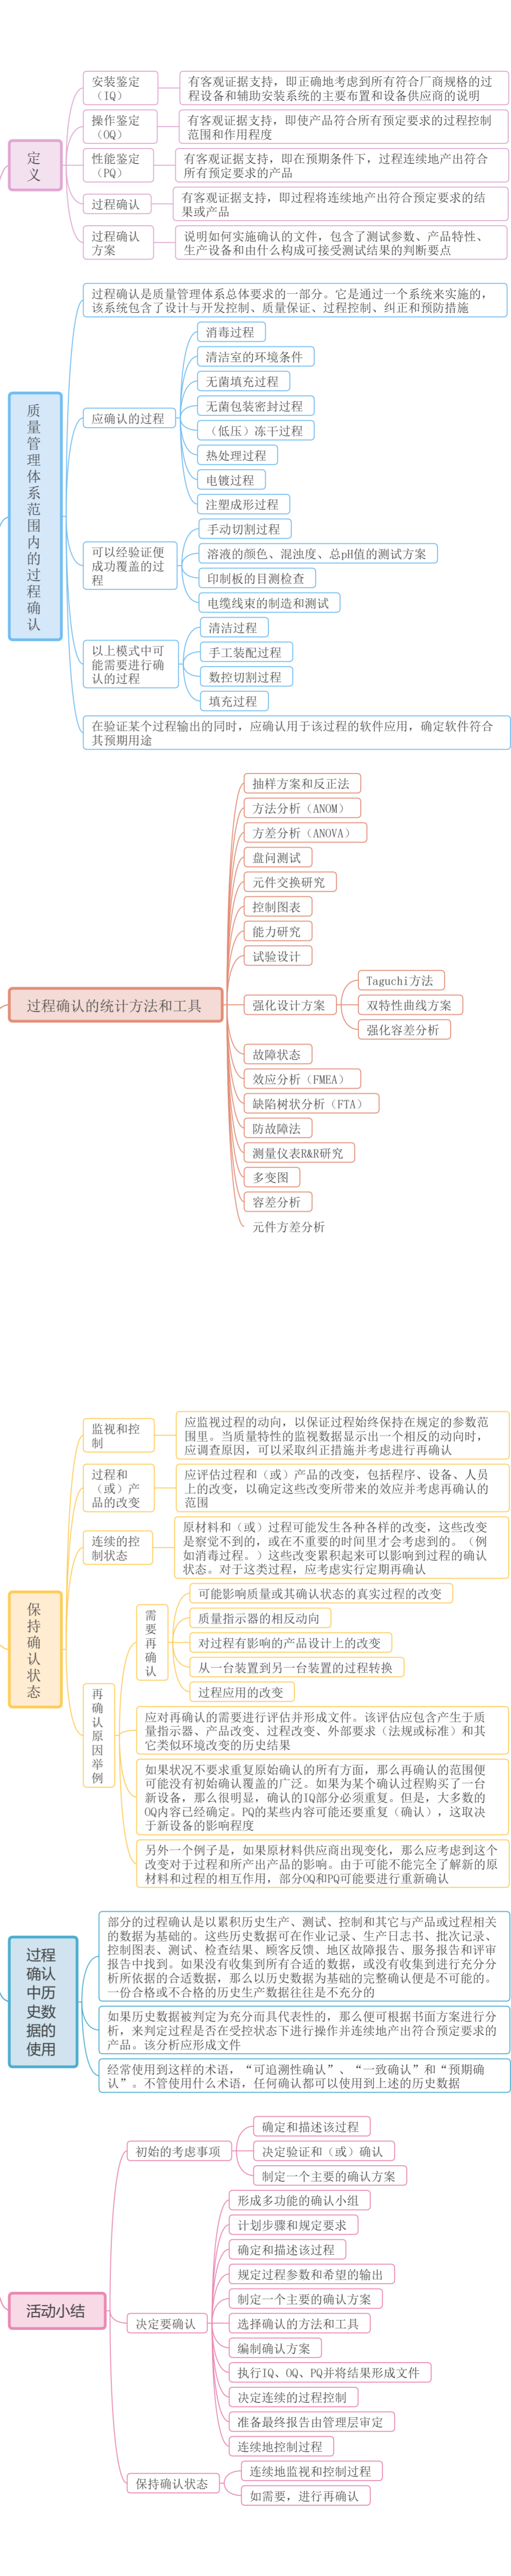 定
义
安装鉴定
（IQ）
有客观证据支持，即正确地考虑到所有符合厂商规格的过
程设备和辅助安装系统的主要布置和设备供应商的说明
操作鉴定
（OQ）
有客观证据支持，即使产品符合所有预定要求的过程控制
范围和作用程度
性能鉴定
（PQ）
有客观证据支持，即在预期条件下，过程连续地产出符合
所有预定要求的产品
过程确认
有客观证据支持，即过程将连续地产出符合预定要求的结
果或产品
过程确认
方案
说明如何实施确认的文件，包含了测试参数、产品特性、
生产设备和由什么构成可接受测试结果的判断要点
质
量
管
理
体
系
范
围
内
的
过
程
确
认
过程确认是质量管理体系总体要求的一部分。它是通过一个系统来实施的，
该系统包含了设计与开发控制、质量保证、过程控制、纠正和预防措施
应确认的过程
消毒过程
清洁室的环境条件
无菌填充过程
无菌包装密封过程
（低压）冻干过程
热处理过程
电镀过程
注塑成形过程
可以经验证便
成功覆盖的过
程
手动切割过程
溶液的颜色、混浊度、总pH值的测试方案
印制板的目测检查
电缆线束的制造和测试
以上模式中可
能需要进行确
认的过程
清洁过程
手工装配过程
数控切割过程
填充过程
在验证某个过程输出的同时，应确认用于该过程的软件应用，确定软件符合
其预期用途
过程确认的统计方法和工具
抽样方案和反正法
方法分析（ANOM）
方差分析（ANOVA）
盘问测试
元件交换研究
控制图表
能力研究
试验设计
强化设计方案
Taguchi方法
双特性曲线方案
强化容差分析
故障状态
效应分析（FMEA）
缺陷树状分析（FTA）
防故障法
测量仪表R&R研究
多变图
容差分析
元件方差分析
保
持
确
认
状
态
监视和控
制
应监视过程的动向，以保证过程始终保持在规定的参数范
围里。当质量特性的监视数据显示出一个相反的动向时，
应调查原因，可以采取纠正措施并考虑进行再确认
过程和
（或）产
品的改变
应评估过程和（或）产品的改变，包括程序、设备、人员
上的改变，以确定这些改变所带来的效应并考虑再确认的
范围
连续的控
制状态
原材料和（或）过程可能发生各种各样的改变，这些改变
是察觉不到的，或在不重要的时间里才会考虑到的。（例
如消毒过程。）这些改变累积起来可以影响到过程的确认
状态。对于这类过程，应考虑实行定期再确认
再
确
认
原
因
举
例
需
要
再
确
认
可能影响质量或其确认状态的真实过程的改变
质量指示器的相反动向
对过程有影响的产品设计上的改变
从一台装置到另一台装置的过程转换
过程应用的改变
应对再确认的需要进行评估并形成文件。该评估应包含产生于质
量指示器、产品改变、过程改变、外部要求（法规或标准）和其
它类似环境改变的历史结果
如果状况不要求重复原始确认的所有方面，那么再确认的范围便
可能没有初始确认覆盖的广泛。如果为某个确认过程购买了一台
新设备，那么很明显，确认的IQ部分必须重复。但是，大多数的
OQ内容已经确定。PQ的某些内容可能还要重复（确认），这取决
于新设备的影响程度
另外一个例子是，如果原材料供应商出现变化，那么应考虑到这个
改变对于过程和所产出产品的影响。由于可能不能完全了解新的原
材料和过程的相互作用，部分OQ和PQ可能要进行重新确认
过程
确认
中历
史数
据的
使用
部分的过程确认是以累积历史生产、测试、控制和其它与产品或过程相关
的数据为基础的。这些历史数据可在作业记录、生产日志书、批次记录、
控制图表、测试、检查结果、顾客反馈、地区故障报告、服务报告和评审
报告中找到。如果没有收集到所有合适的数据，或没有收集到进行充分分
析所依据的合适数据，那么以历史数据为基础的完整确认便是不可能的。
一份合格或不合格的历史生产数据往往是不充分的
如果历史数据被判定为充分而具代表性的，那么便可根据书面方案进行分
析，来判定过程是否在受控状态下进行操作并连续地产出符合预定要求的
产品。该分析应形成文件
经常使用到这样的术语，“可追溯性确认”、“一致确认”和“预期确
认”。不管使用什么术语，任何确认都可以使用到上述的历史数据
活动小结
初始的考虑事项
确定和描述该过程
决定验证和（或）确认
制定一个主要的确认方案
决定要确认
形成多功能的确认小组
计划步骤和规定要求
确定和描述该过程
规定过程参数和希望的输出
制定一个主要的确认方案
选择确认的方法和工具
编制确认方案
执行IQ、OQ、PQ并将结果形成文件
决定连续的过程控制
准备最终报告由管理层审定
连续地控制过程
保持确认状态
连续地监视和控制过程
如需要，进行再确认